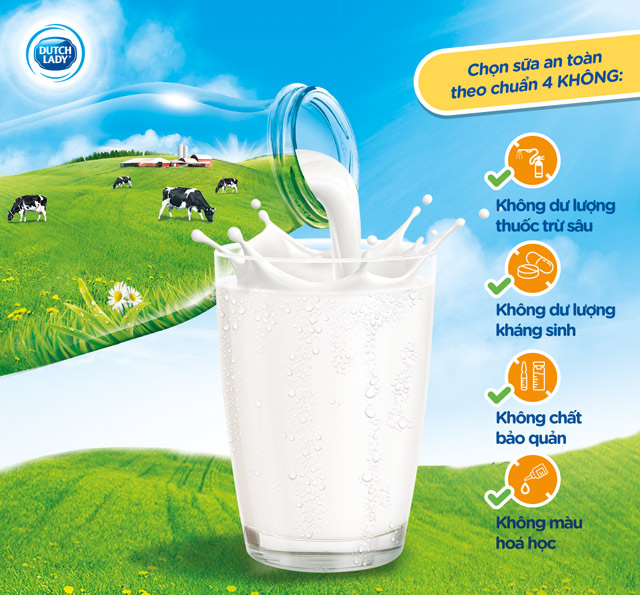 DUTCH
LADY
Chọn sữa an toàn
theo chuẩn 4 KHÔNG:
Không dư lượng
thuốc trừ sâu
Không dư lượng
kháng sinh
Không chất
bảo quản
Không màu
hoá học